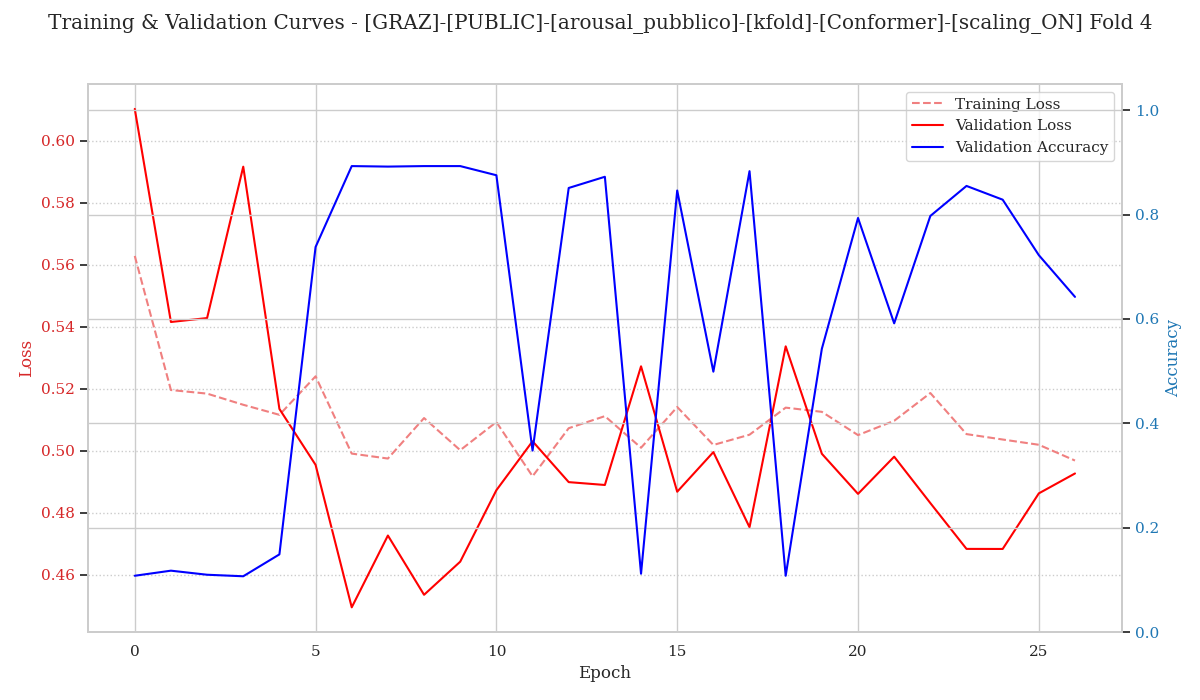 Training & Validation Curves - [GRAZ]-[PUBLIC]-[arousal_pubblico]-[kfold]-[Conformer]-[scaling_ON] Fold 4
Training Loss
Validation Loss
Validation Accuracy
Loss
0.60
0.58
0.56
0.54
0.52
0.50
0.48
0.46
1.0
0.8
0.6
0.4
0.2
0.0
Accuracy
0
5
10
15
20
25
Epoch